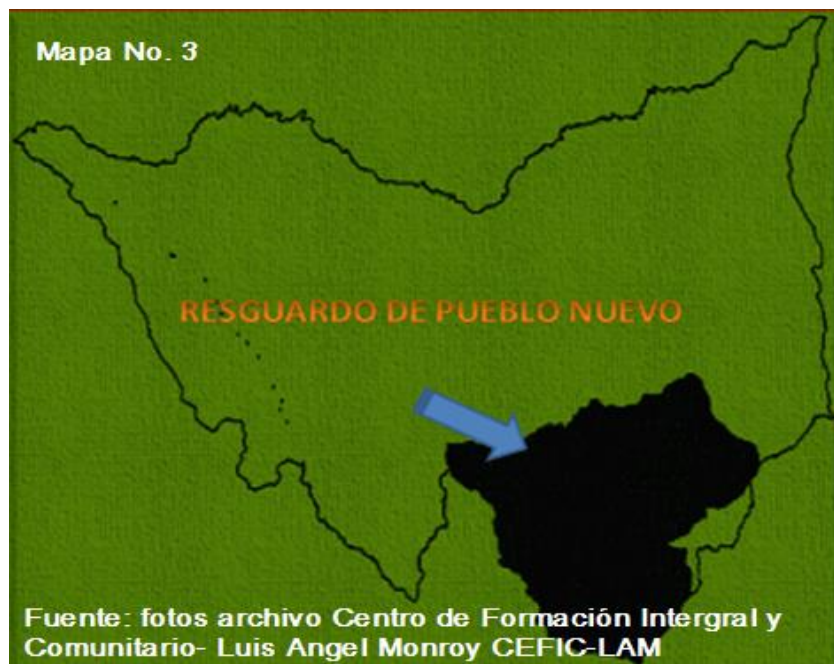 Mapa No. 3
RESGUARDO DE PUEBLO NUEVO
Fuente: fotos archivo Centro de Formación Intergral y
Comunitario- Luis Angel Monroy CEFIC-LAM